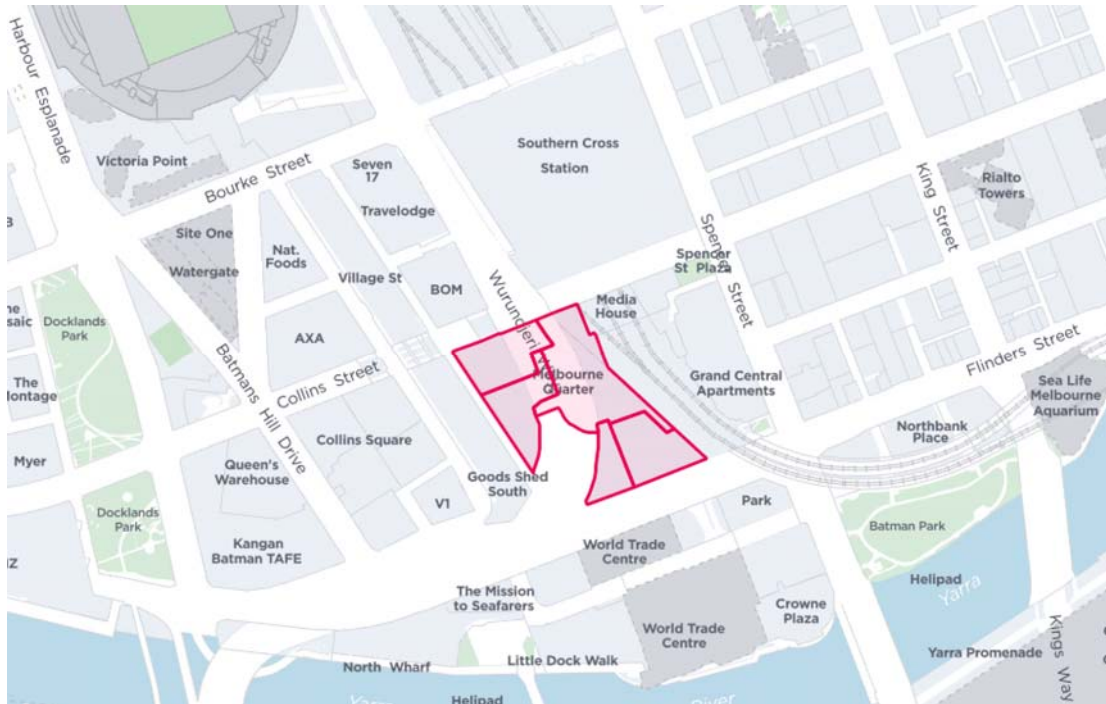 Harbour Esplanade
Victoria Point
Bourke Street
Seven
17
Travelodge
Southern Cross
Station
King Street
Rialto
Towers
B
Site One
Watergate
Nat.
Foods
Village St
BOM
Wurundjeri
Spencer
St Plaza
Spencer Street
Media
House
Docklands
Park
AXA
Melbourne
Quarter
Flinders Street
The
Montage
Batmans Hill Drive
Collins Street
Grand Central
Apartments
Sea Life
Melbourne
Aquarium
Collins Square
Northbank
Place
Myer
Queen's
Warehouse
Goods Shed
South
V1
Park
Docklands
Park
Batman Park
Kangan
Batman TAFE
World Trade
Centre
Helipad
Yarra
The Mission
to Seafarers
Crowne
Plaza
World Trade
Centre
Kings Way
North Wharf
Little Dock Walk
Yarra Promenade
Helipad
River